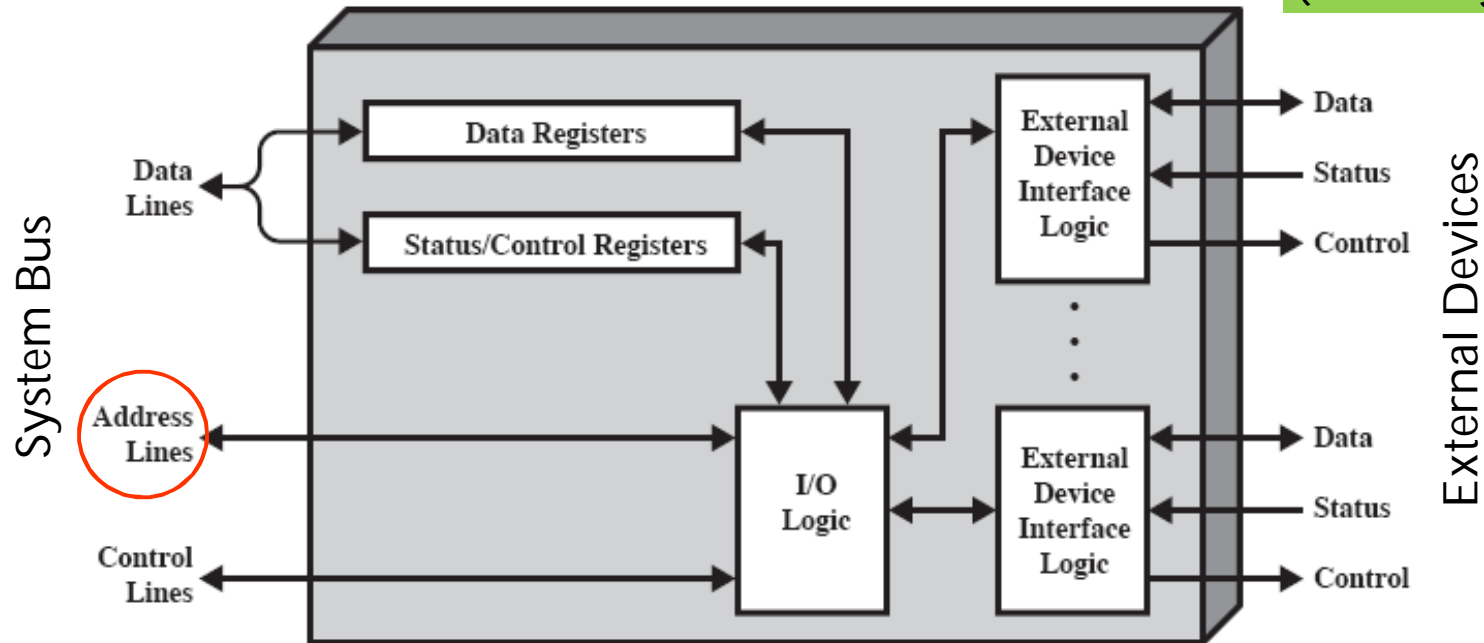 System Bus
Data
Lines
Address
Lines
Control
Lines
Data Registers
Status/Control Registers
I/O
Logic
External
Device
Interface
Logic
External
Device
Interface
Logic
Data
Status
Control
Data
Status
Control
External Devices